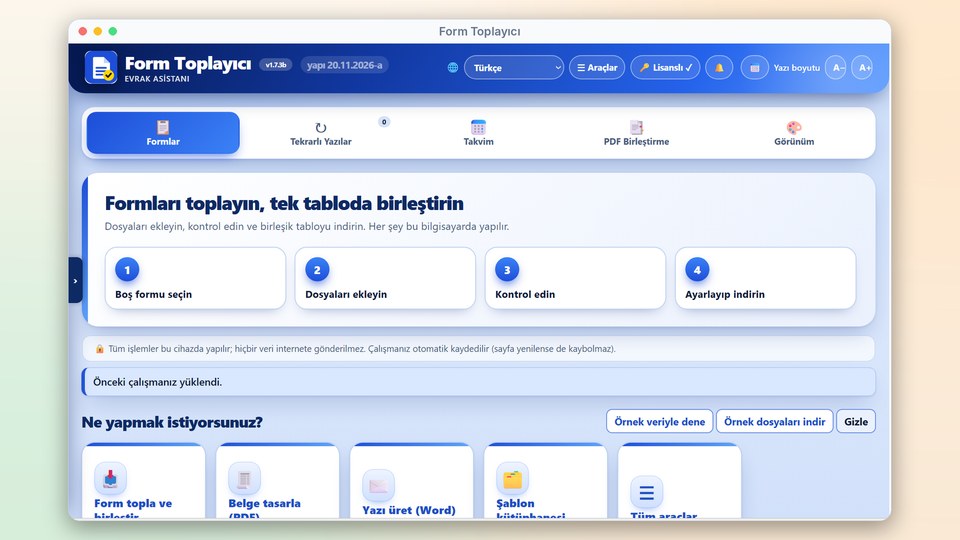 Form Toplayıcı
Form Toplayıcı v1.7.3b yapı 20.11.2026-a
EVRAK ASİSTANI
Türkçe
☰ Araçlar
Lisanslı ✓
Yazı boyutu
A−
A+
Formlar
Tekrarlı Yazılar
0
Takvim
PDF Birleştirme
Görünüm
Formları toplayın, tek tabloda birleştirin
Dosyaları ekleyin, kontrol edin ve birleşik tabloyu indirin. Her şey bu bilgisayarda yapılır.
1
Boş formu seçin
2
Dosyaları ekleyin
3
Kontrol edin
4
Ayarlayıp indirin
›
Tüm işlemler bu cihazda yapılır; hiçbir veri internete gönderilmez. Çalışmanız otomatik kaydedilir (sayfa yenilense de kaybolmaz).
Önceki çalışmanız yüklendi.
Ne yapmak istiyorsunuz?
Örnek veriyle dene
Örnek dosyaları indir
Gizle
Form topla ve
birleştir
Belge tasarla
(PDF)
Yazı üret (Word)
Şablon
kütüphanesi
Tüm araçlar